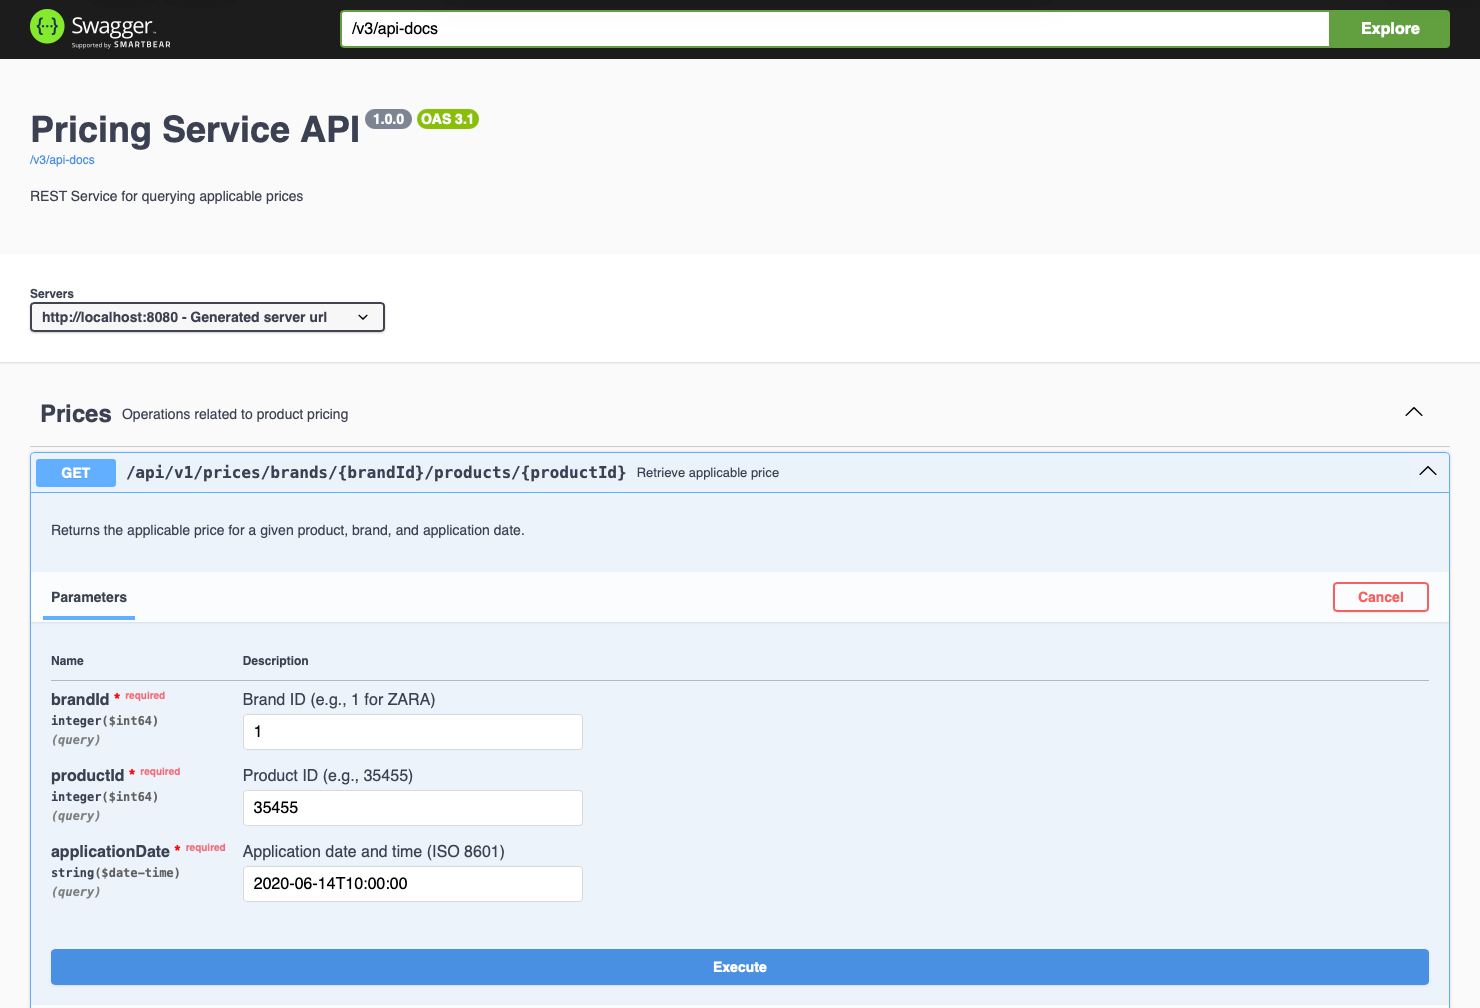 Swagger.
Supported by SMARTBEAR
/v3/api-docs
Explore
Pricing Service API 1.0.0 OAS 3.1
/v3/api-docs
REST Service for querying applicable prices
Servers
http://localhost:8080 - Generated server url
Prices Operations related to product pricing
GET /api/v1/prices/brands/{brandId}/products/{productId} Retrieve applicable price
Returns the applicable price for a given product, brand, and application date.
Parameters
Cancel
Name Description
brandId * required
integer($int64)
(query)
Brand ID (e.g., 1 for ZARA)
1
productId * required
integer($int64)
(query)
Product ID (e.g., 35455)
35455
applicationDate * required
string($date-time)
(query)
Application date and time (ISO 8601)
2020-06-14T10:00:00
Execute